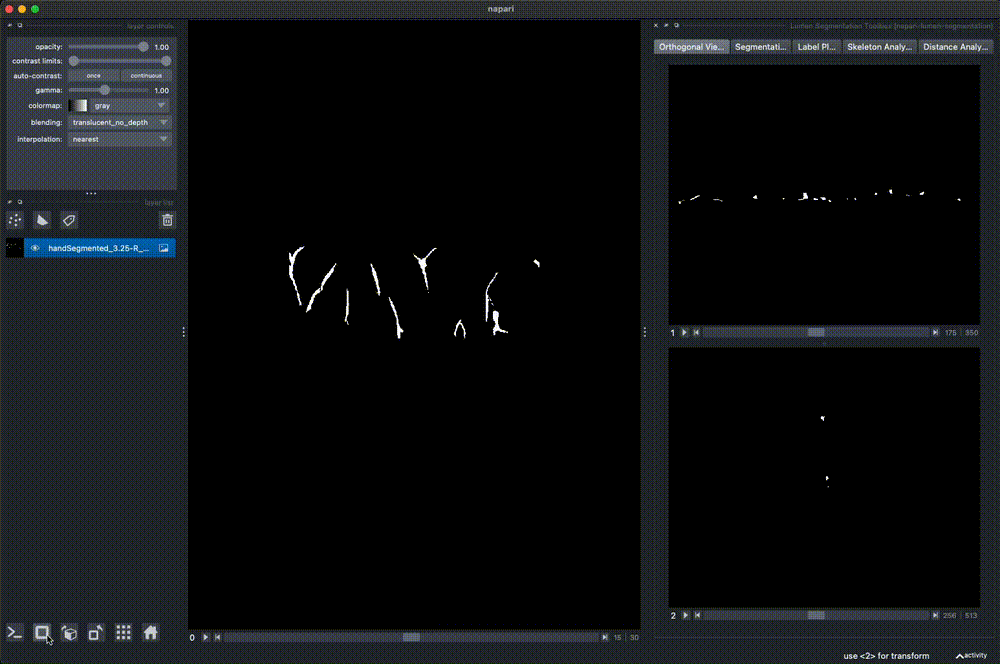 napari
layer controls
Lumen Segmentation Toolbox (napari-lumen-segmentation)
opacity: 1.00
contrast limits:
auto-contrast: once continuous
gamma: 1.00
colormap: gray
blending: translucent_no_depth
interpolation: nearest
layer list
handSegmented_3.25-R_...
Orthogonal Vie... Segmentati... Label Pl... Skeleton Analy... Distance Analy...
1 175 350
2 256 513
0 15 30
use <2> for transform activity